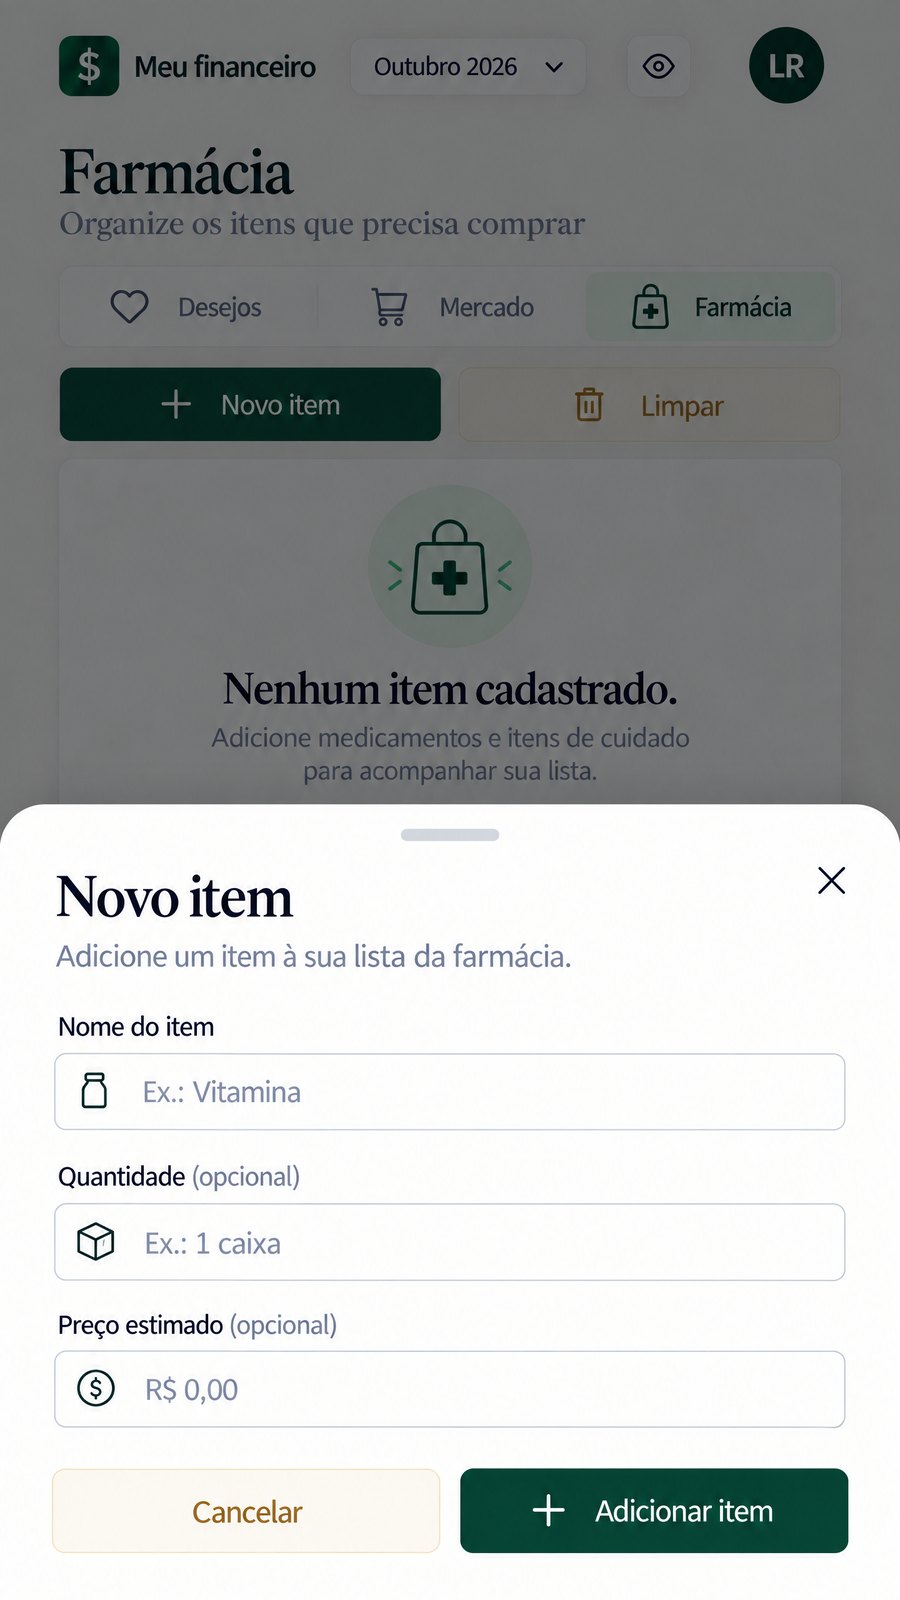 $ Meu financeiro
Outubro 2026
LR
Farmácia
Organize os itens que precisa comprar
Desejos
Mercado
Farmácia
Novo item
Limpar
Nenhum item cadastrado.
Adicione medicamentos e itens de cuidado
para acompanhar sua lista.
Novo item
Adicione um item à sua lista da farmácia.
Nome do item
Ex.: Vitamina
Quantidade (opcional)
Ex.: 1 caixa
Preço estimado (opcional)
$ R$ 0,00
Cancelar
Adicionar item